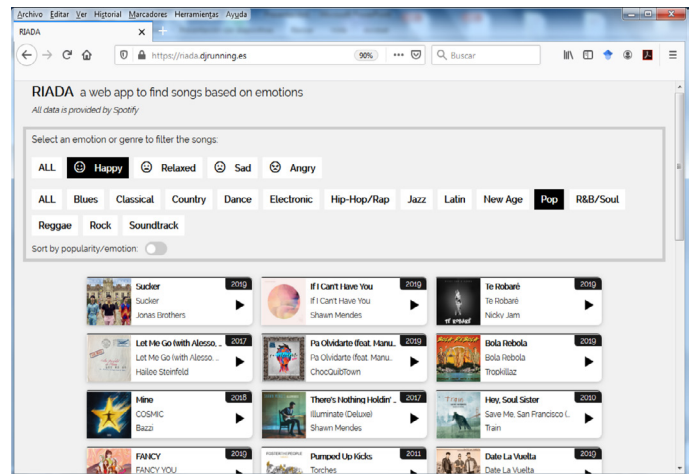 Archivo Editar Ver Historial Marcadores Herramientas Ayuda
RIADA
https://riada.djrunning.es
90%
Buscar
RIADA a web app to find songs based on emotions
All data is provided by Spotify
Select an emotion or genre to filter the songs:
ALL Happy Relaxed Sad Angry
ALL Blues Classical Country Dance Electronic Hip-Hop/Rap Jazz Latin New Age Pop R&B/Soul
Reggae Rock Soundtrack
Sort by popularity/emotion:
Sucker 2019 If I Can't Have You 2019 Te Robaré 2019
Sucker If I Can't Have You Te Robaré
Jonas Brothers Shawn Mendes Nicky Jam
Let Me Go (with Alesso, .. 2017 Pa Olvidarte (feat. Manu.. 2019 Bola Rebola 2019
Let Me Go (with Alesso, ... Pa Olvidarte (feat. Manu... Bola Rebola
Hailee Steinfeld ChocQuibTown Tropkillaz
Mine 2018 There's Nothing Holdin' .. 2017 Hey, Soul Sister 2010
COSMIC Illuminate (Deluxe) Save Me, San Francisco (..
Bazzi Shawn Mendes Train
FANCY 2019 Pumped Up Kicks 2011 Date La Vuelta 2019
FANCY YOU Torches Date La Vuelta